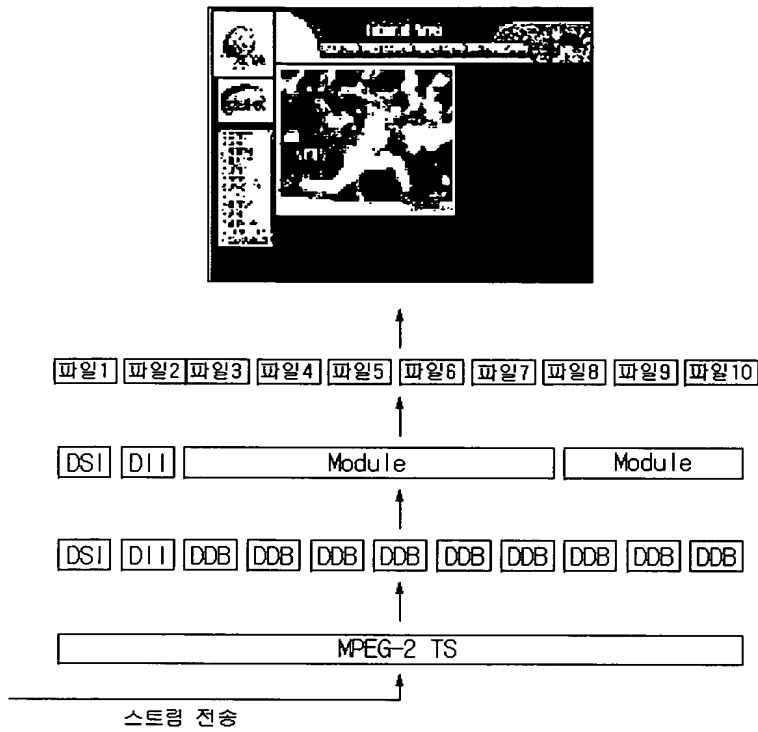 파일1 파일2 파일3 파일4 파일5 파일6 파일7 파일8 파일9 파일10
DSI DII Module Module
DSI DII DDB DDB DDB DDB DDB DDB DDB DDB DDB
MPEG-2 TS
스트림 전송